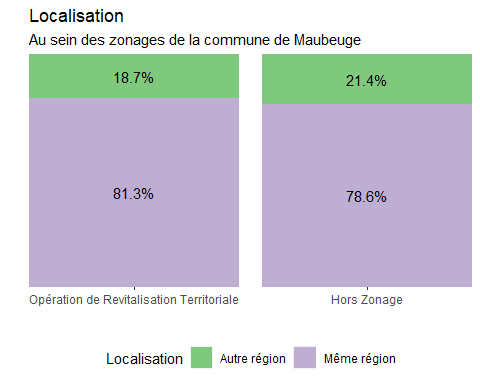 Localisation
Au sein des zonages de la commune de Maubeuge
18.7%
21.4%
81.3%
78.6%
Opération de Revitalisation Territoriale
Hors Zonage
Localisation
Autre région
Même région